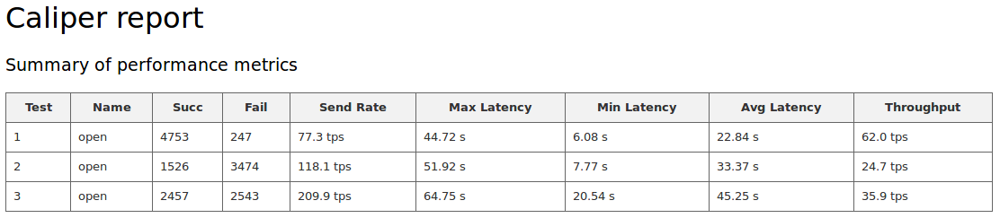 Caliper report
Summary of performance metrics
Test Name Succ Fail Send Rate Max Latency Min Latency Avg Latency Throughput
1 open 4753 247 77.3 tps 44.72 s 6.08 s 22.84 s 62.0 tps
2 open 1526 3474 118.1 tps 51.92 s 7.77 s 33.37 s 24.7 tps
3 open 2457 2543 209.9 tps 64.75 s 20.54 s 45.25 s 35.9 tps